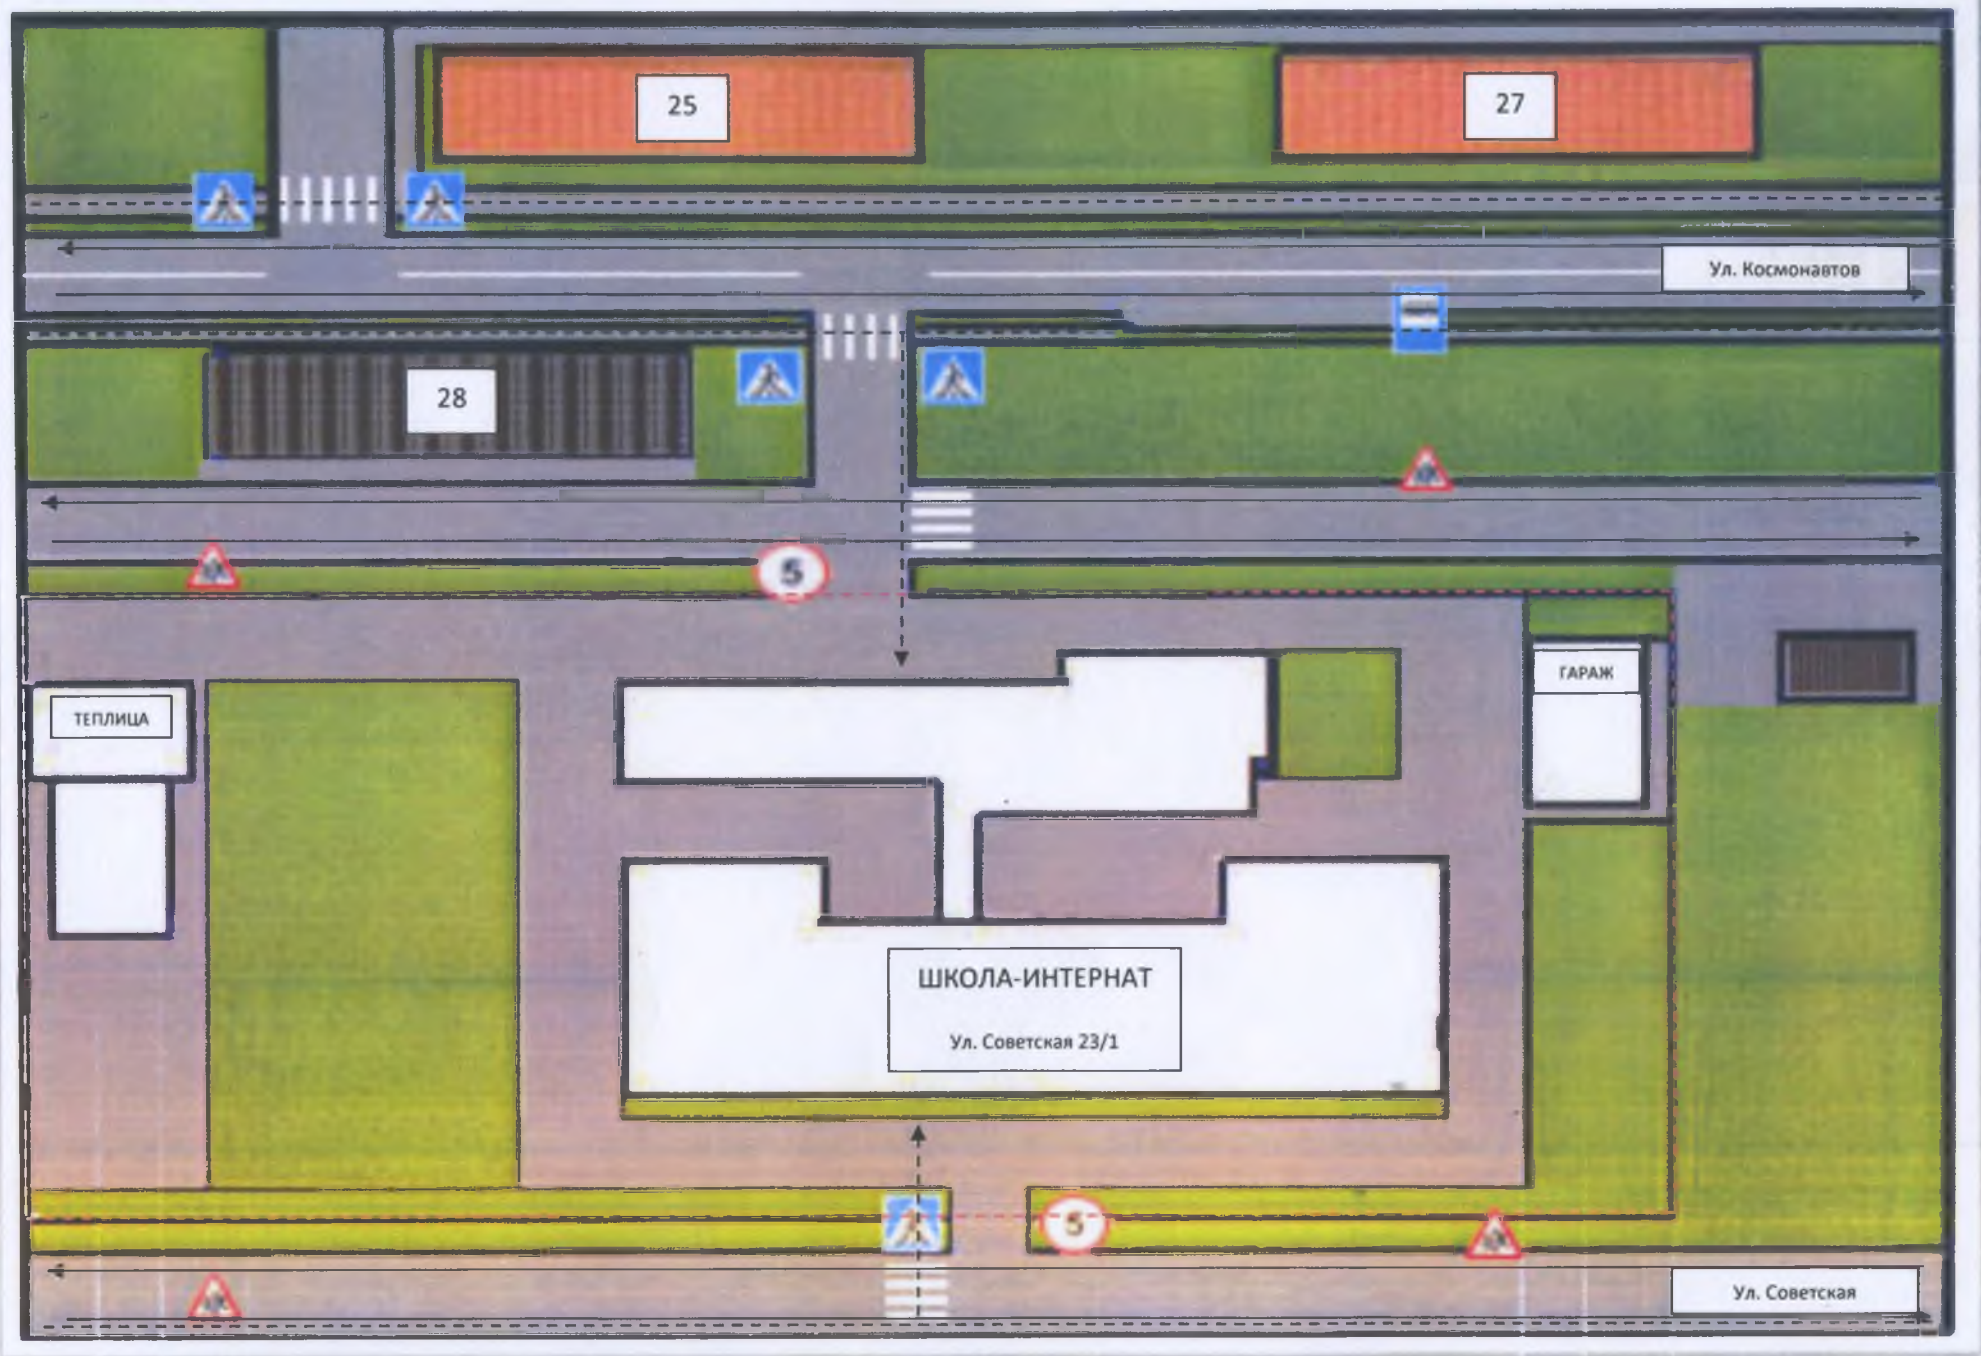 25
27
Ул. Космонавтов
28
5
ГАРАЖ
ТЕПЛИЦА
ШКОЛА-ИНТЕРНАТ
Ул. Советская 23/1
5
Ул. Советская